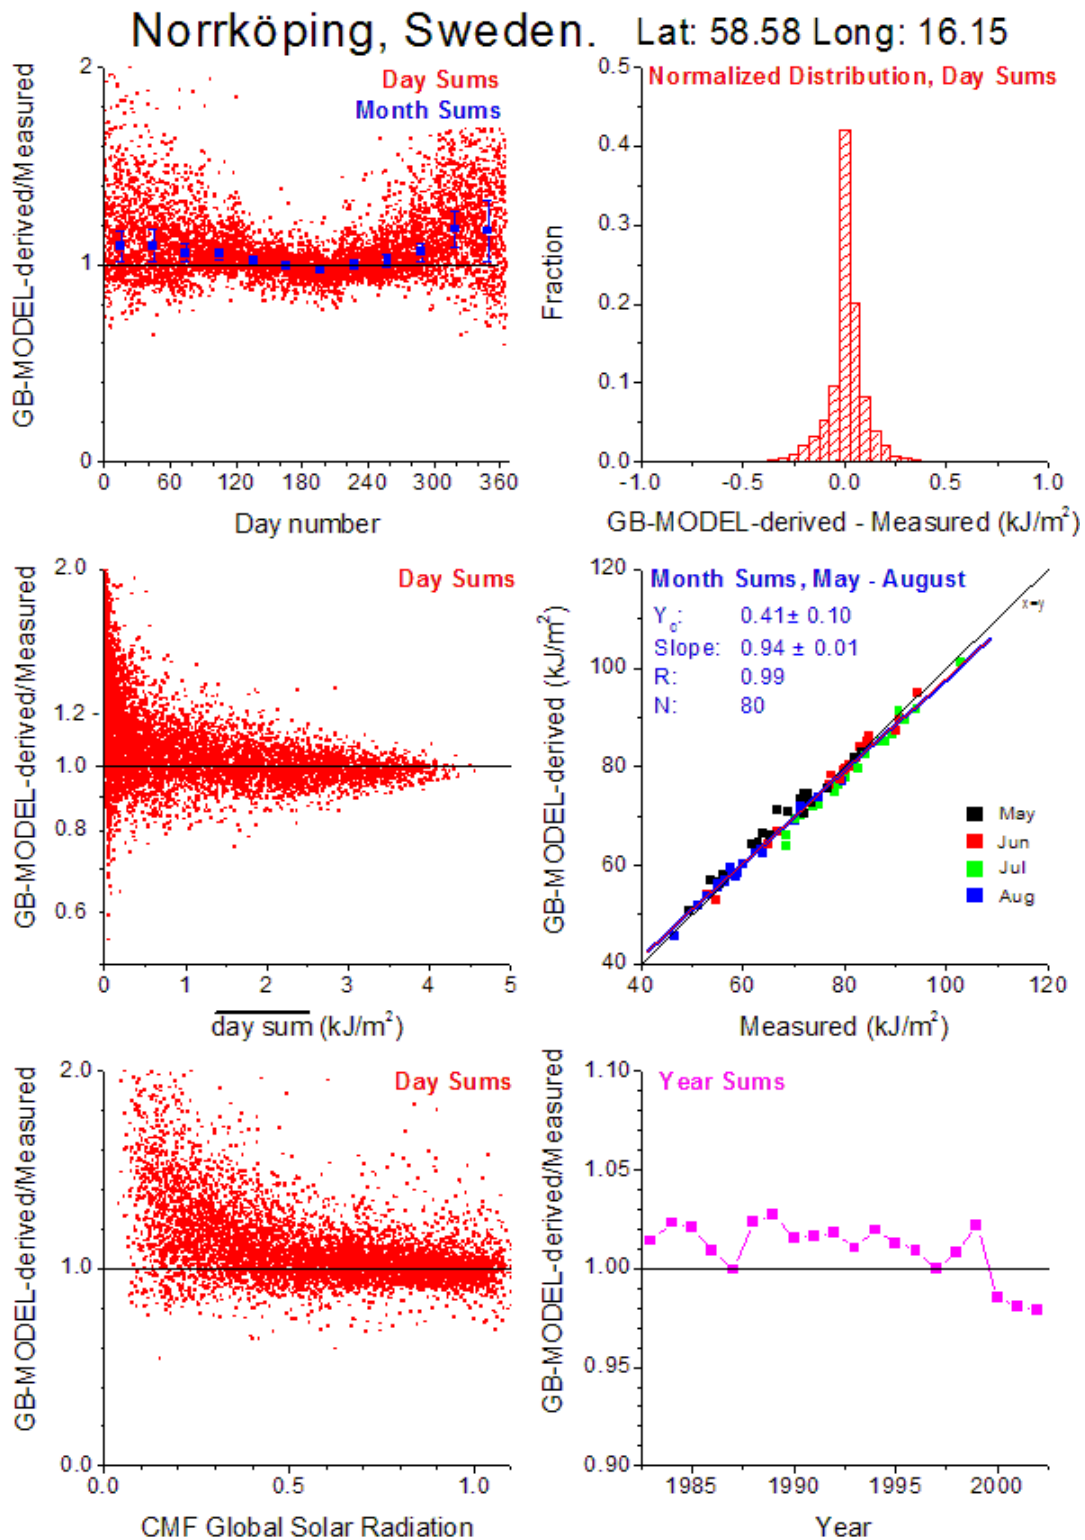 Norrköping, Sweden. Lat: 58.58 Long: 16.15
GB-MODEL-derived/Measured
2
1
0
Day Sums
Month Sums
0 60 120 180 240 300 360
Day number
Fraction
0.5
0.4
0.3
0.2
0.1
0.0
Normalized Distribution, Day Sums
-1.0 -0.5 0.0 0.5 1.0
GB-MODEL-derived - Measured (kJ/m²)
GB-MODEL-derived/Measured
2.0
1.2
1.0
0.8
0.6
Day Sums
0 1 2 3 4 5
day sum (kJ/m²)
GB-MODEL-derived (kJ/m²)
120
100
80
60
40
Month Sums, May - August
Y₀: 0.41± 0.10
Slope: 0.94 ± 0.01
R: 0.99
N: 80
x=y
May
Jun
Jul
Aug
40 60 80 100 120
Measured (kJ/m²)
GB-MODEL-derived/Measured
2.0
1.0
0.0
Day Sums
0.0 0.5 1.0
CMF Global Solar Radiation
GB-MODEL-derived/Measured
1.10
1.05
1.00
0.95
0.90
Year Sums
1985 1990 1995 2000
Year